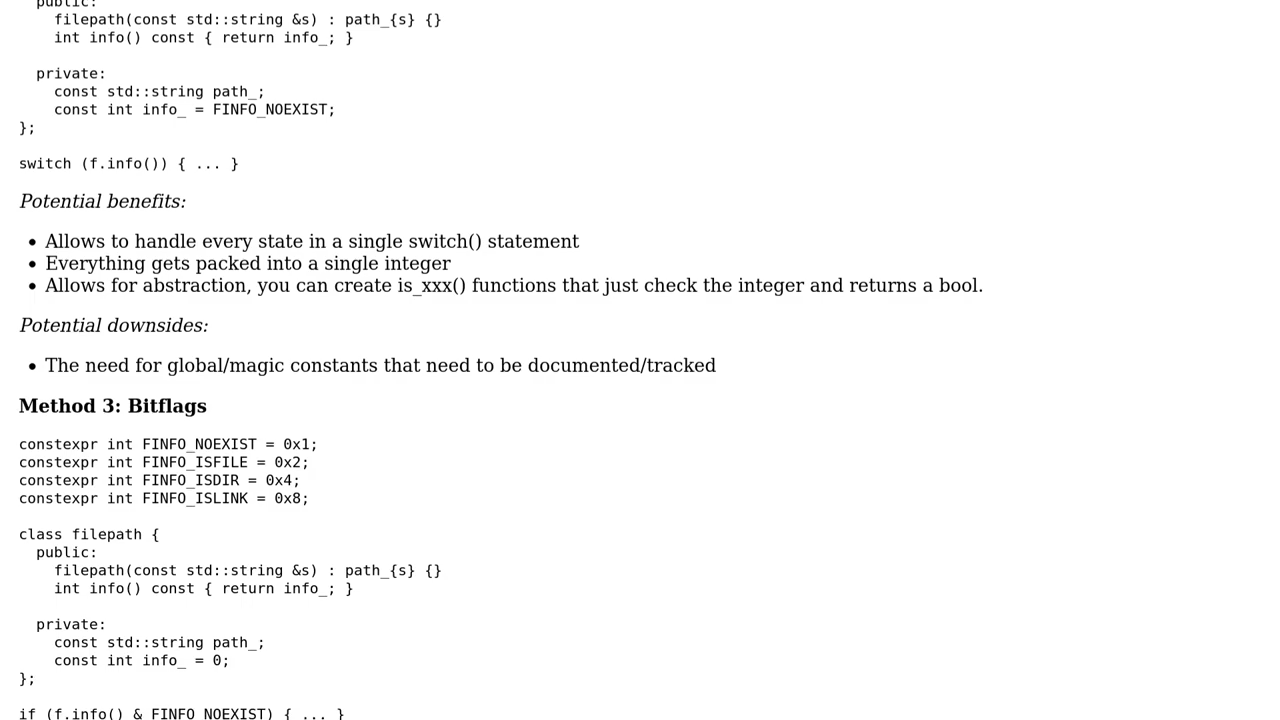 public:
    filepath(const std::string &s) : path_{s} {}
    int info() const { return info_; }

  private:
    const std::string path_;
    const int info_ = FINFO_NOEXIST;
};

switch (f.info()) { ... }
Potential benefits:
• Allows to handle every state in a single switch() statement
• Everything gets packed into a single integer
• Allows for abstraction, you can create is_xxx() functions that just check the integer and returns a bool.
Potential downsides:
• The need for global/magic constants that need to be documented/tracked
Method 3: Bitflags
constexpr int FINFO_NOEXIST = 0x1;
constexpr int FINFO_ISFILE = 0x2;
constexpr int FINFO_ISDIR = 0x4;
constexpr int FINFO_ISLINK = 0x8;

class filepath {
  public:
    filepath(const std::string &s) : path_{s} {}
    int info() const { return info_; }

  private:
    const std::string path_;
    const int info_ = 0;
};

if (f.info() & FINFO_NOEXIST) { ... }